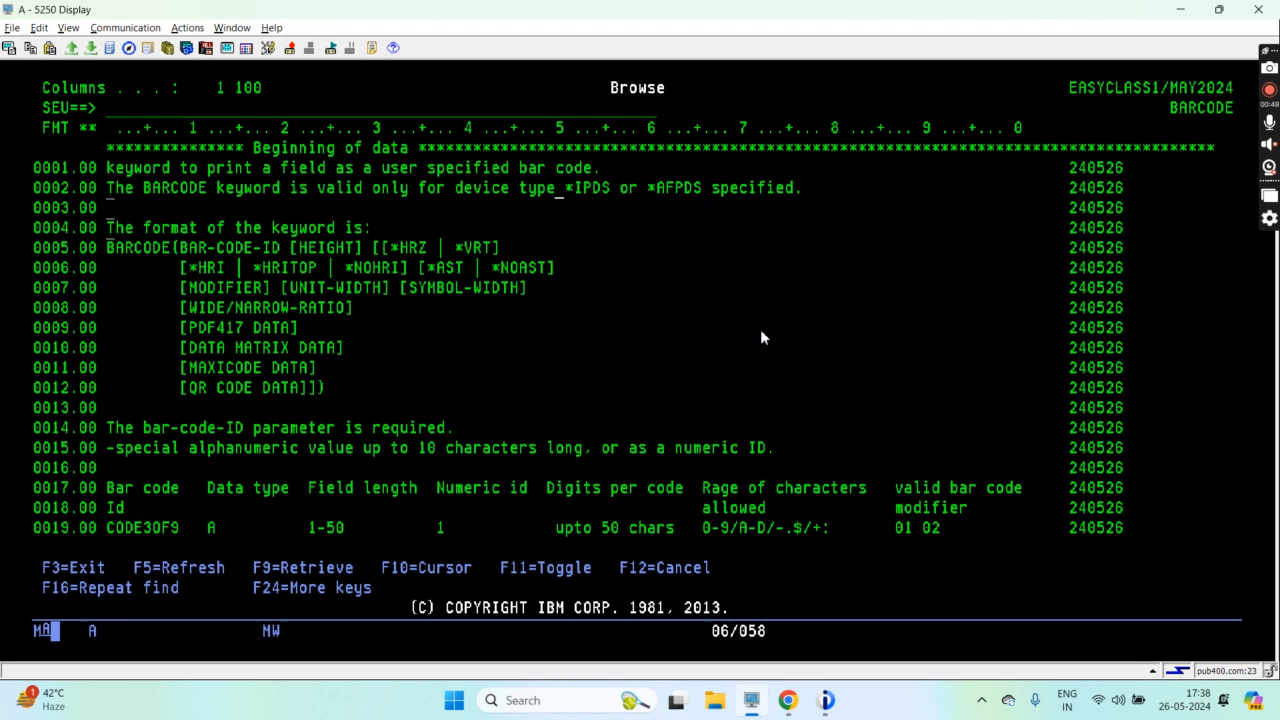 A - 5250 Display
File Edit View Communication Actions Window Help
Columns . . . : 1 100 Browse EASYCLASS1/MAY2024
SEU==> BARCODE
FMT ** ...+... 1 ...+... 2 ...+... 3 ...+... 4 ...+... 5 ...+... 6 ...+... 7 ...+... 8 ...+... 9 ...+... 0
*************** Beginning of data ***************************************************************************************
0001.00 keyword to print a field as a user specified bar code. 240526
0002.00 The BARCODE keyword is valid only for device type *IPDS or *AFPDS specified. 240526
0003.00 240526
0004.00 The format of the keyword is: 240526
0005.00 BARCODE(BAR-CODE-ID [HEIGHT] [[*HRZ | *VRT] 240526
0006.00 [*HRI | *HRITOP | *NOHRI] [*AST | *NOAST] 240526
0007.00 [MODIFIER] [UNIT-WIDTH] [SYMBOL-WIDTH] 240526
0008.00 [WIDE/NARROW-RATIO] 240526
0009.00 [PDF417 DATA] 240526
0010.00 [DATA MATRIX DATA] 240526
0011.00 [MAXICODE DATA] 240526
0012.00 [QR CODE DATA]]) 240526
0013.00 240526
0014.00 The bar-code-ID parameter is required. 240526
0015.00 -special alphanumeric value up to 10 characters long, or as a numeric ID. 240526
0016.00 240526
0017.00 Bar code Data type Field length Numeric id Digits per code Rage of characters valid bar code 240526
0018.00 Id allowed modifier 240526
0019.00 CODE3OF9 A 1-50 1 upto 50 chars 0-9/A-D/-.$/+: 01 02 240526
F3=Exit F5=Refresh F9=Retrieve F10=Cursor F11=Toggle F12=Cancel
F16=Repeat find F24=More keys
(C) COPYRIGHT IBM CORP. 1981, 2013.
MA A MW 06/058
pub400.com:23
00:49
1
42°C
Haze
Search
ENG
IN
17:38
26-05-2024
PRE